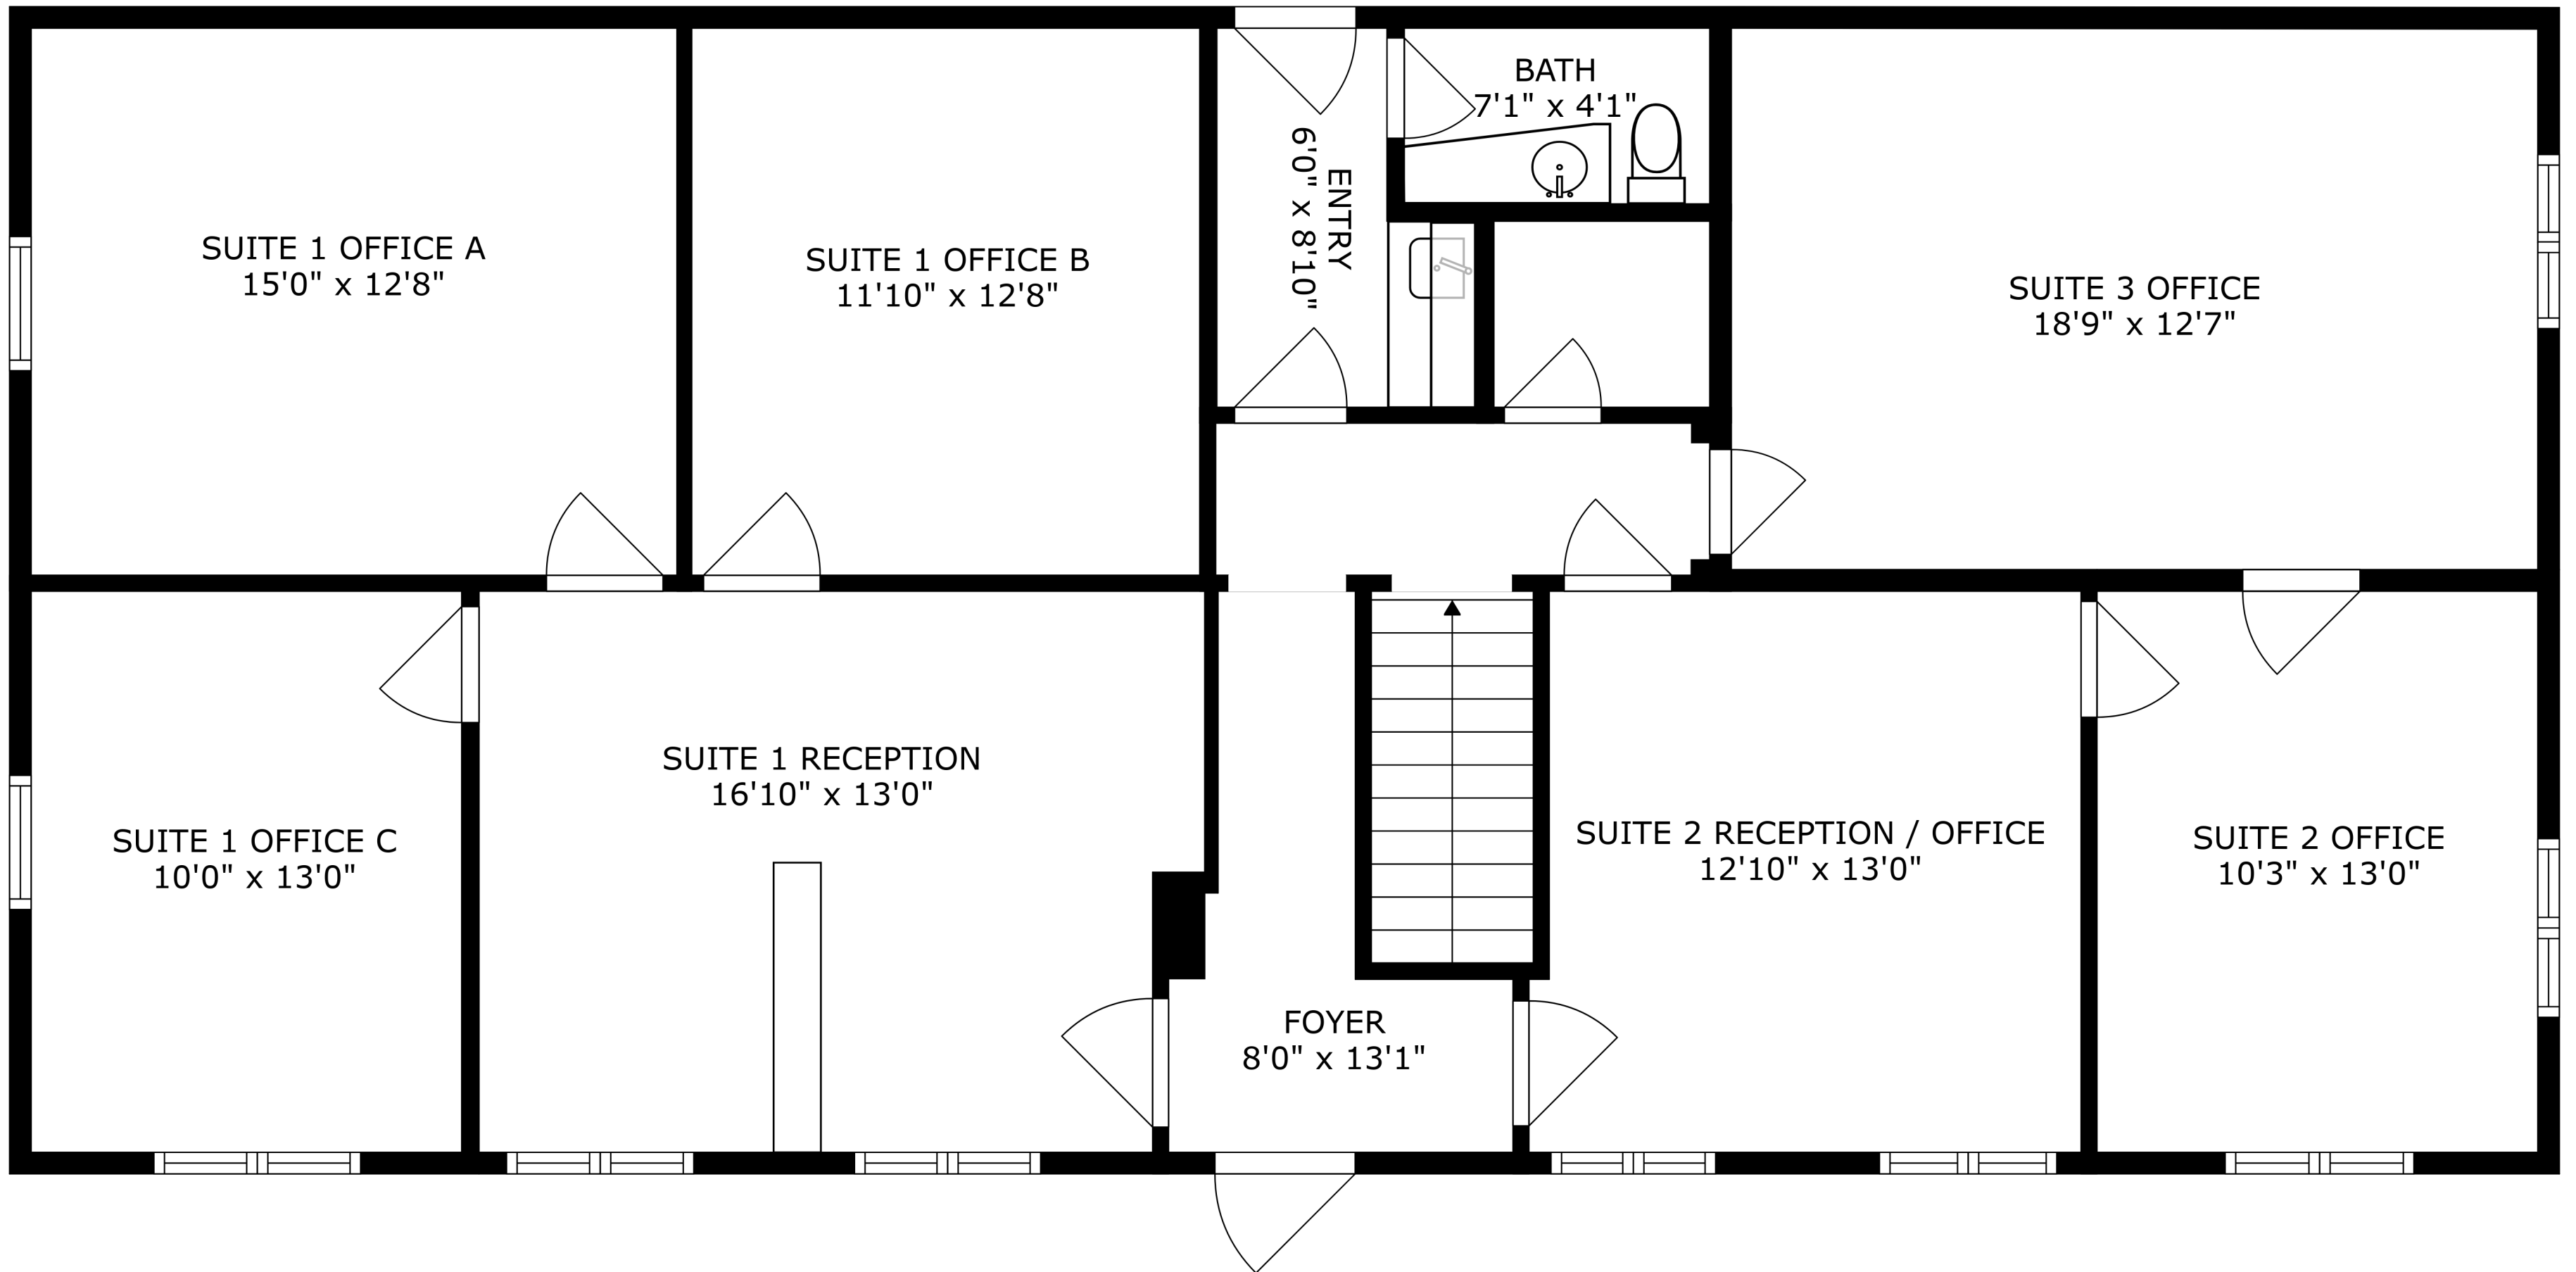 BATH
7'1" x 4'1"
ENTRY
6'0" x 8'10"
SUITE 1 OFFICE A
15'0" x 12'8"
SUITE 1 OFFICE B
11'10" x 12'8"
SUITE 3 OFFICE
18'9" x 12'7"
SUITE 1 RECEPTION
16'10" x 13'0"
SUITE 1 OFFICE C
10'0" x 13'0"
SUITE 2 RECEPTION / OFFICE
12'10" x 13'0"
SUITE 2 OFFICE
10'3" x 13'0"
FOYER
8'0" x 13'1"